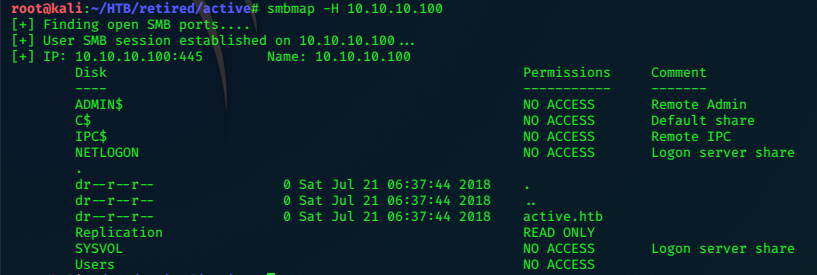 root@kali:~/HTB/retired/active# smbmap -H 10.10.10.100
[+] Finding open SMB ports....
[+] User SMB session established on 10.10.10.100...
[+] IP: 10.10.10.100:445        Name: 10.10.10.100
        Disk                                                    Permissions     Comment
        ----                                                    -----------     -------
        ADMIN$                                                  NO ACCESS       Remote Admin
        C$                                                      NO ACCESS       Default share
        IPC$                                                    NO ACCESS       Remote IPC
        NETLOGON                                                NO ACCESS       Logon server share
        .
        dr--r--r--                0 Sat Jul 21 06:37:44 2018    .
        dr--r--r--                0 Sat Jul 21 06:37:44 2018    ..
        dr--r--r--                0 Sat Jul 21 06:37:44 2018    active.htb
        Replication                                             READ ONLY
        SYSVOL                                                  NO ACCESS       Logon server share
        Users                                                   NO ACCESS